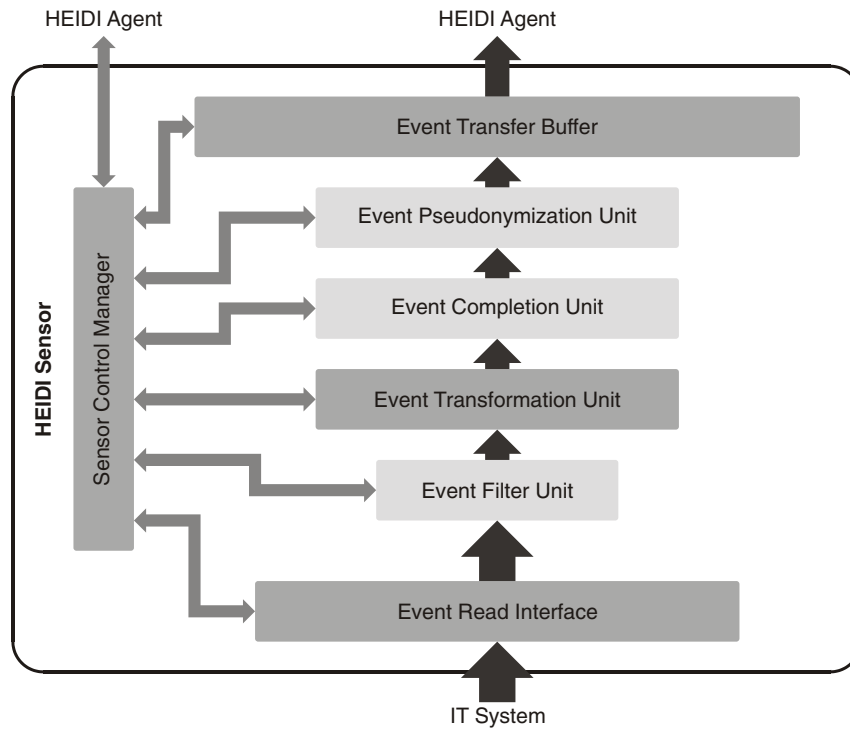 HEIDI Agent
HEIDI Agent
Event Transfer Buffer
Event Pseudonymization Unit
Event Completion Unit
Event Transformation Unit
Event Filter Unit
Event Read Interface
HEIDI Sensor
Sensor Control Manager
IT System